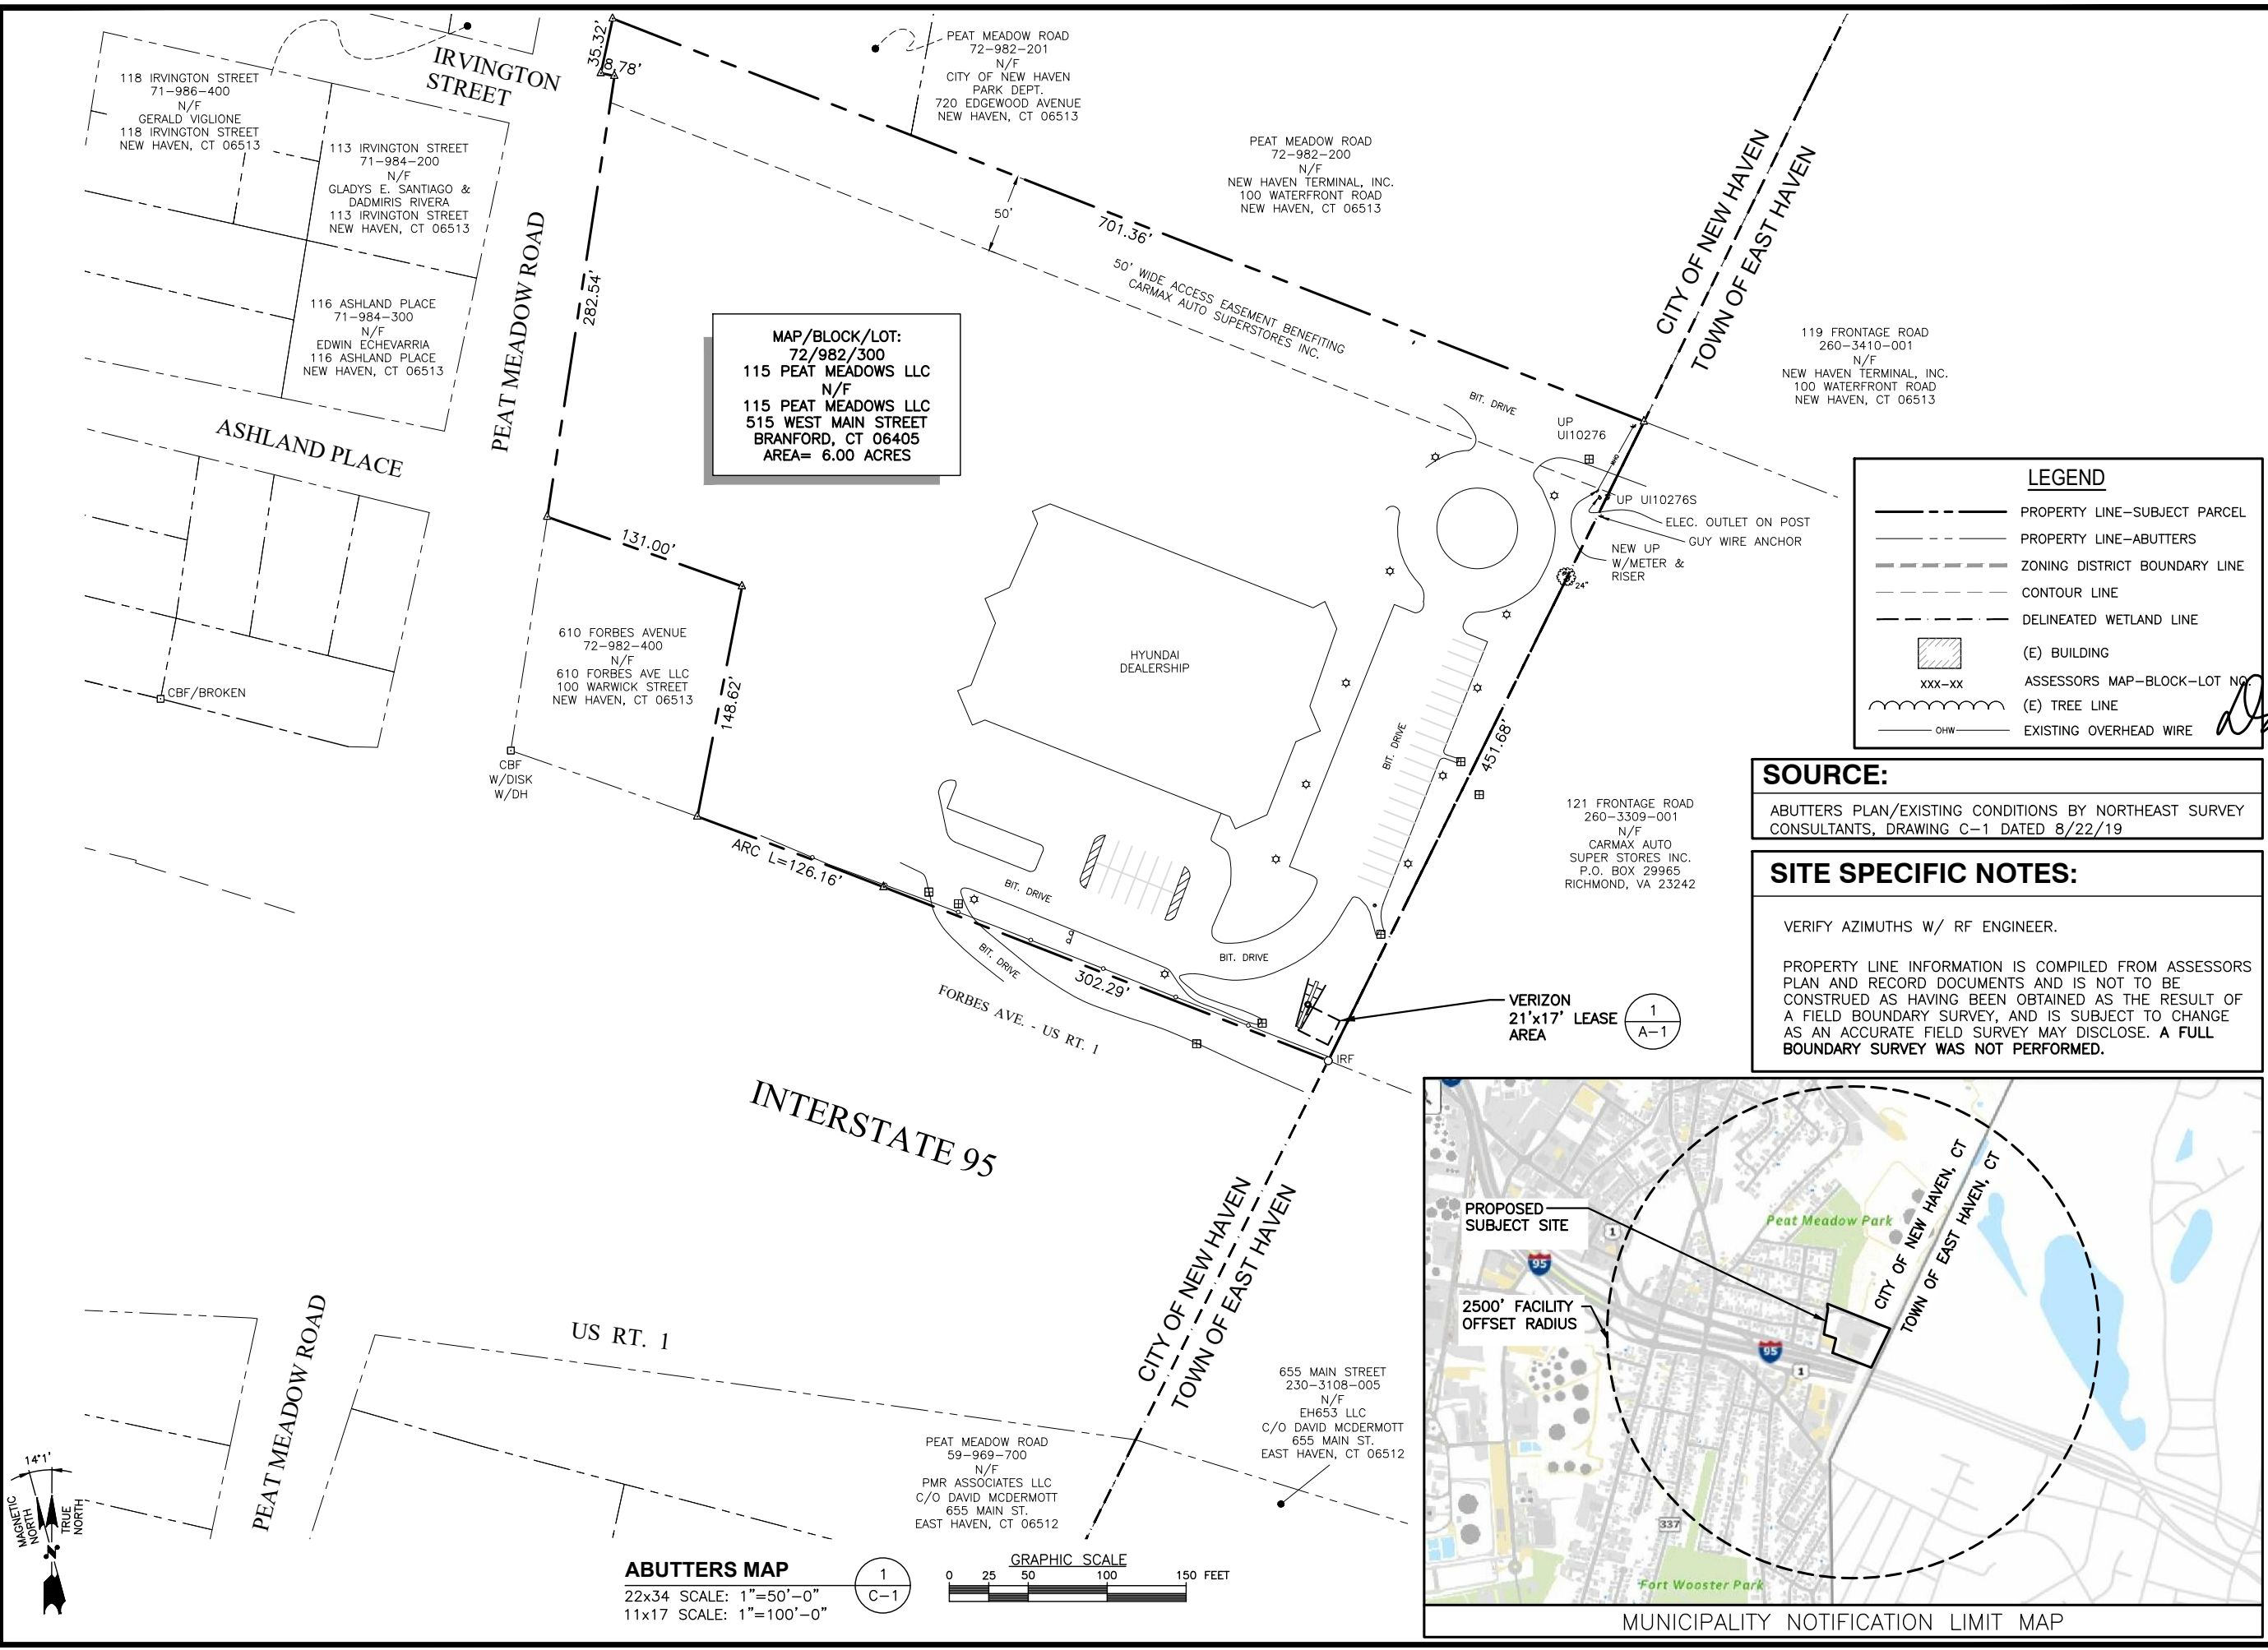 35.32'
8.78'
IRVINGTON
STREET
118 IRVINGTON STREET
71-986-400
N/F
GERALD VIGLIONE
118 IRVINGTON STREET
NEW HAVEN, CT 06513
113 IRVINGTON STREET
71-984-200
N/F
GLADYS E. SANTIAGO &
DADMIRIS RIVERA
113 IRVINGTON STREET
NEW HAVEN, CT 06513
116 ASHLAND PLACE
71-984-300
N/F
EDWIN ECHEVARRIA
116 ASHLAND PLACE
NEW HAVEN, CT 06513
PEAT MEADOW ROAD
282.54'
ASHLAND PLACE
PEAT MEADOW ROAD
72-982-201
N/F
CITY OF NEW HAVEN
PARK DEPT.
720 EDGEWOOD AVENUE
NEW HAVEN, CT 06513
PEAT MEADOW ROAD
72-982-200
N/F
NEW HAVEN TERMINAL, INC.
100 WATERFRONT ROAD
NEW HAVEN, CT 06513
50'
701.36'
50' WIDE ACCESS EASEMENT BENEFITING
CARMAX AUTO SUPERSTORES INC.
CITY OF NEW HAVEN
TOWN OF EAST HAVEN
119 FRONTAGE ROAD
260-3410-001
N/F
NEW HAVEN TERMINAL, INC.
100 WATERFRONT ROAD
NEW HAVEN, CT 06513
MAP/BLOCK/LOT:
72/982/300
115 PEAT MEADOWS LLC
N/F
115 PEAT MEADOWS LLC
515 WEST MAIN STREET
BRANFORD, CT 06405
AREA= 6.00 ACRES
BIT. DRIVE
UP
UI10276
OHW
UP UI10276S
ELEC. OUTLET ON POST
GUY WIRE ANCHOR
NEW UP
W/METER &
RISER
24"
131.00'
610 FORBES AVENUE
72-982-400
N/F
610 FORBES AVE LLC
100 WARWICK STREET
NEW HAVEN, CT 06513
148.62'
CBF/BROKEN
CBF
W/DISK
W/DH
HYUNDAI
DEALERSHIP
BIT. DRIVE
451.68'
121 FRONTAGE ROAD
260-3309-001
N/F
CARMAX AUTO
SUPER STORES INC.
P.O. BOX 29965
RICHMOND, VA 23242
ARC L=126.16'
BIT. DRIVE
BIT. DRIVE
BIT. DRIVE
302.29'
FORBES AVE. - US RT. 1
VERIZON
21'x17' LEASE
AREA
1
A-1
IRF
INTERSTATE 95
CITY OF NEW HAVEN
TOWN OF EAST HAVEN
US RT. 1
PEAT MEADOW ROAD
655 MAIN STREET
230-3108-005
N/F
EH653 LLC
C/O DAVID MCDERMOTT
655 MAIN ST.
EAST HAVEN, CT 06512
PEAT MEADOW ROAD
59-969-700
N/F
PMR ASSOCIATES LLC
C/O DAVID MCDERMOTT
655 MAIN ST.
EAST HAVEN, CT 06512
14°1'
MAGNETIC
NORTH
TRUE
NORTH
N
ABUTTERS MAP
22x34 SCALE: 1"=50'-0"
11x17 SCALE: 1"=100'-0"
1
C-1
GRAPHIC SCALE
0 25 50 100 150 FEET
LEGEND
PROPERTY LINE-SUBJECT PARCEL
PROPERTY LINE-ABUTTERS
ZONING DISTRICT BOUNDARY LINE
CONTOUR LINE
DELINEATED WETLAND LINE
(E) BUILDING
XXX-XX ASSESSORS MAP-BLOCK-LOT NO.
(E) TREE LINE
OHW EXISTING OVERHEAD WIRE
SOURCE:
ABUTTERS PLAN/EXISTING CONDITIONS BY NORTHEAST SURVEY
CONSULTANTS, DRAWING C-1 DATED 8/22/19
SITE SPECIFIC NOTES:
VERIFY AZIMUTHS W/ RF ENGINEER.
PROPERTY LINE INFORMATION IS COMPILED FROM ASSESSORS
PLAN AND RECORD DOCUMENTS AND IS NOT TO BE
CONSTRUED AS HAVING BEEN OBTAINED AS THE RESULT OF
A FIELD BOUNDARY SURVEY, AND IS SUBJECT TO CHANGE
AS AN ACCURATE FIELD SURVEY MAY DISCLOSE. A FULL
BOUNDARY SURVEY WAS NOT PERFORMED.
PROPOSED
SUBJECT SITE
1
95
Peat Meadow Park
CITY OF NEW HAVEN, CT
TOWN OF EAST HAVEN, CT
2500' FACILITY
OFFSET RADIUS
95
1
337
Fort Wooster Park
MUNICIPALITY NOTIFICATION LIMIT MAP